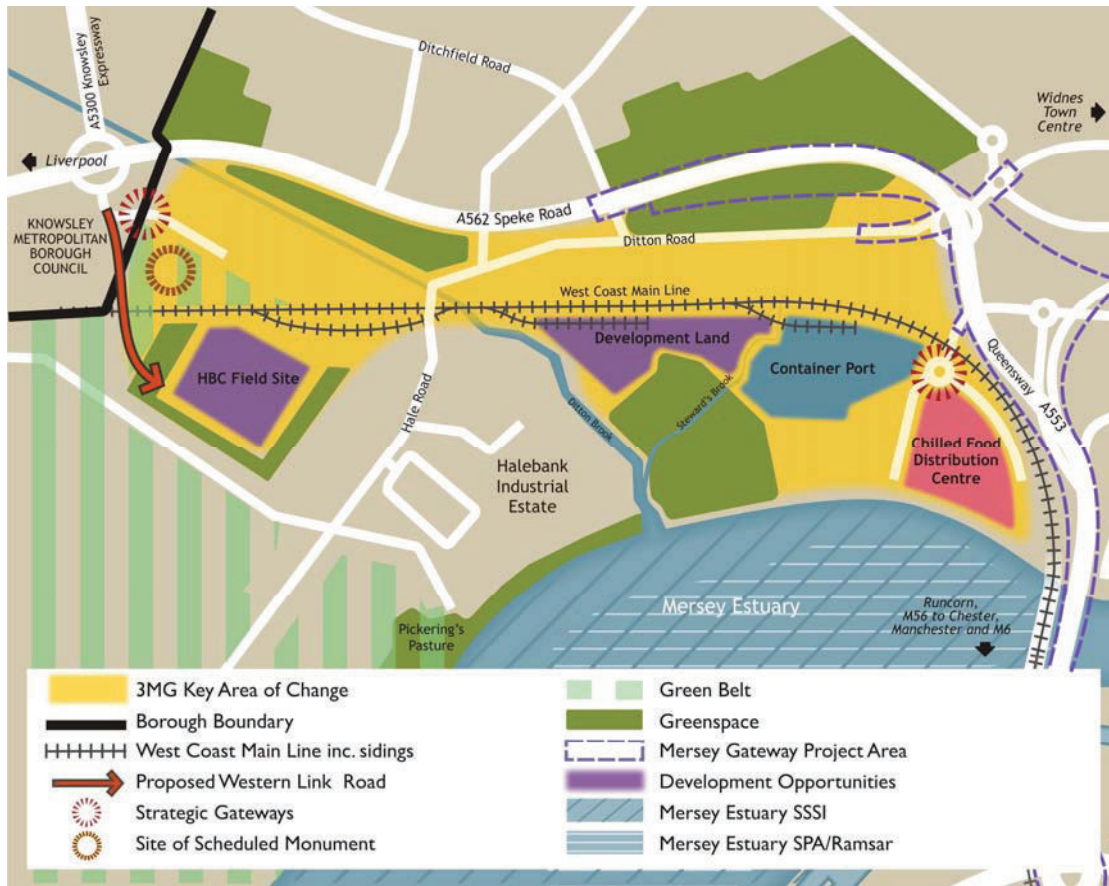 A5300 Knowsley
Expressway
Ditchfield Road
Widnes
Town
Centre
Liverpool
KNOWSLEY
METROPOLITAN
BOROUGH
COUNCIL
A562 Speke Road
Ditton Road
West Coast Main Line
HBC Field Site
Development Land
Container Port
Queensway
A553
Hale Road
Ditton Brook
Steward's Brook
Chilled Food
Distribution
Centre
Halebank
Industrial
Estate
Mersey Estuary
Pickering's
Pasture
Runcorn,
M56 to Chester,
Manchester and M6
3MG Key Area of Change
Borough Boundary
West Coast Main Line inc. sidings
Proposed Western Link Road
Strategic Gateways
Site of Scheduled Monument
Green Belt
Greenspace
Mersey Gateway Project Area
Development Opportunities
Mersey Estuary SSSI
Mersey Estuary SPA/Ramsar